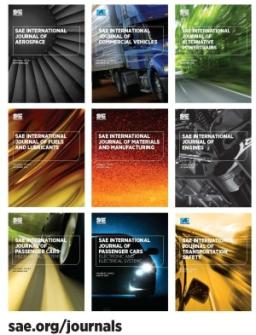 SAE INTERNATIONAL
JOURNAL OF
AEROSPACE
SAE INTERNATIONAL
JOURNAL OF
COMMERCIAL VEHICLES
SAE INTERNATIONAL
JOURNAL OF
ALTERNATIVE
POWERTRAINS
SAE INTERNATIONAL
JOURNAL OF FUELS
AND LUBRICANTS
SAE INTERNATIONAL
JOURNAL OF MATERIALS
AND MANUFACTURING
SAE INTERNATIONAL
JOURNAL OF
ENGINES
SAE INTERNATIONAL
JOURNAL OF
PASSENGER CARS
SAE INTERNATIONAL
JOURNAL OF
PASSENGER CARS
ELECTRONIC AND
ELECTRICAL SYSTEMS
SAE INTERNATIONAL
JOURNAL OF
TRANSPORTATION
SAFETY
sae.org/journals